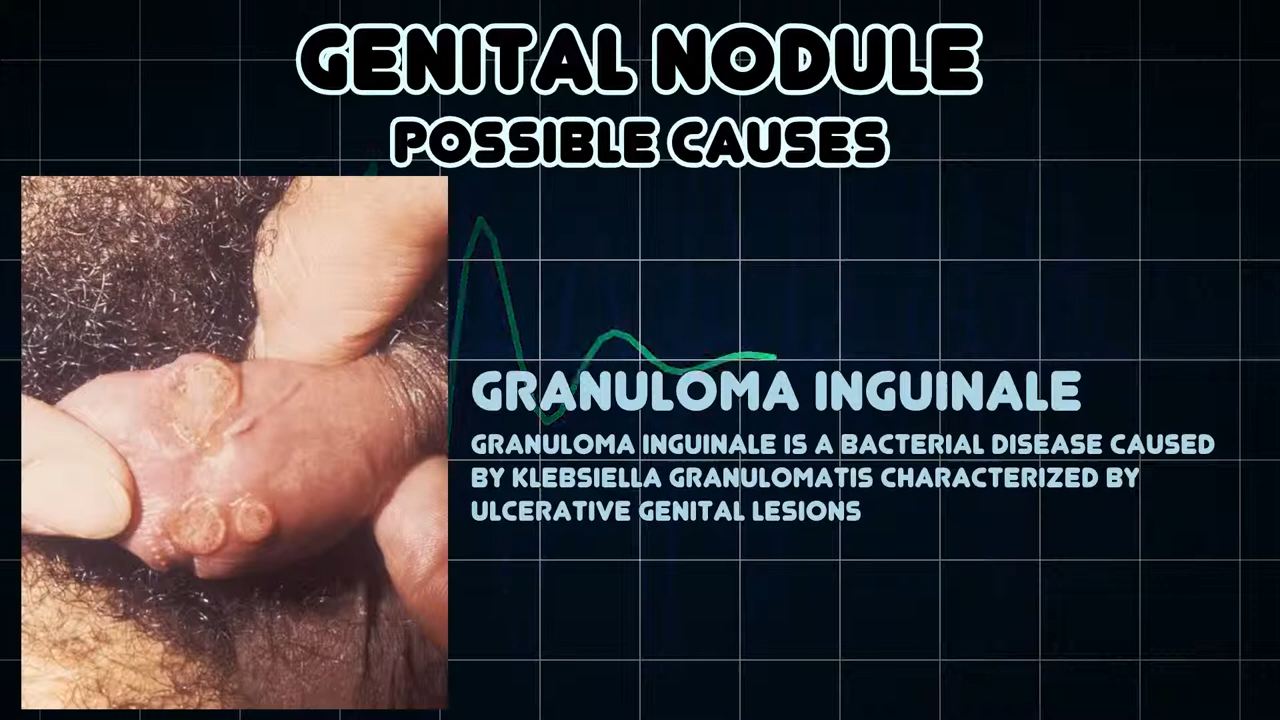 GENITAL NODULE
POSSIBLE CAUSES
GRANULOMA INGUINALE
GRANULOMA INGUINALE IS A BACTERIAL DISEASE CAUSED
BY KLEBSIELLA GRANULOMATIS CHARACTERIZED BY
ULCERATIVE GENITAL LESIONS